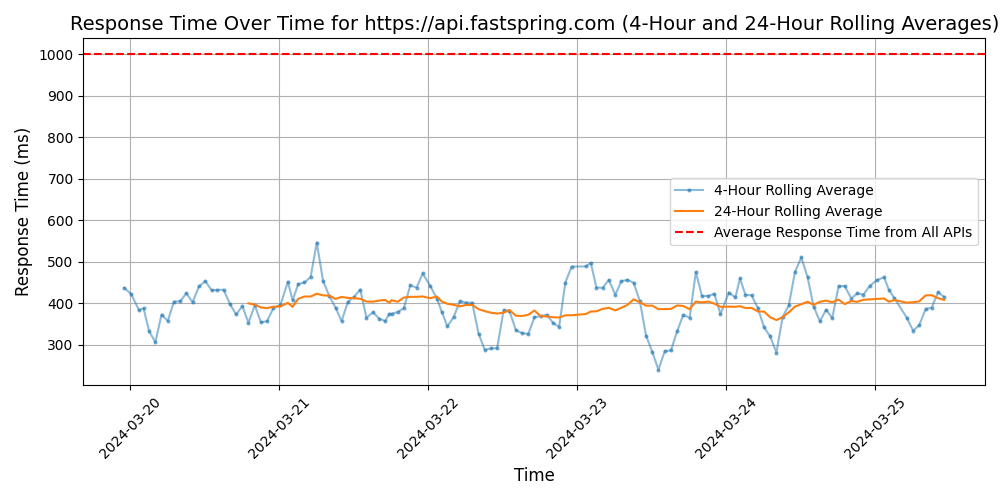 Response Time Over Time for https://api.fastspring.com (4-Hour and 24-Hour Rolling Averages)
1000
900
800
700
600
500
400
300
Response Time (ms)
4-Hour Rolling Average
24-Hour Rolling Average
Average Response Time from All APIs
2024-03-20
2024-03-21
2024-03-22
2024-03-23
2024-03-24
2024-03-25
Time